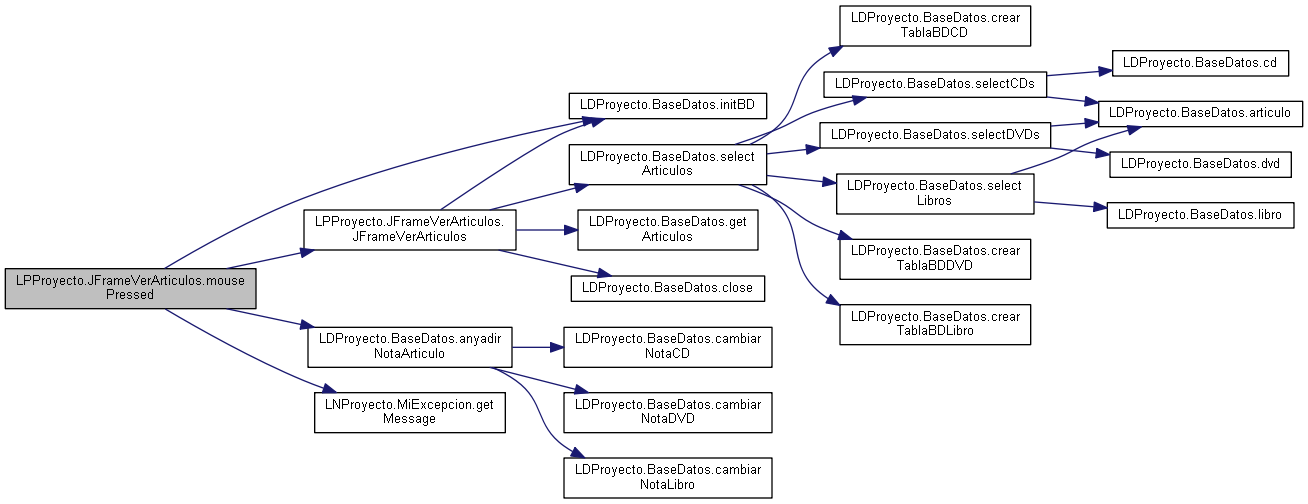 LPProyecto.JFrameVerArticulos.mouse
Pressed
LDProyecto.BaseDatos.initBD
LPProyecto.JFrameVerArticulos.
JFrameVerArticulos
LDProyecto.BaseDatos.select
Articulos
LDProyecto.BaseDatos.get
Articulos
LDProyecto.BaseDatos.close
LDProyecto.BaseDatos.anyadir
NotaArticulo
LNProyecto.MiExcepcion.get
Message
LDProyecto.BaseDatos.cambiar
NotaCD
LDProyecto.BaseDatos.cambiar
NotaDVD
LDProyecto.BaseDatos.cambiar
NotaLibro
LDProyecto.BaseDatos.crear
TablaBDCD
LDProyecto.BaseDatos.selectCDs
LDProyecto.BaseDatos.selectDVDs
LDProyecto.BaseDatos.select
Libros
LDProyecto.BaseDatos.crear
TablaBDDVD
LDProyecto.BaseDatos.crear
TablaBDLibro
LDProyecto.BaseDatos.cd
LDProyecto.BaseDatos.articulo
LDProyecto.BaseDatos.dvd
LDProyecto.BaseDatos.libro